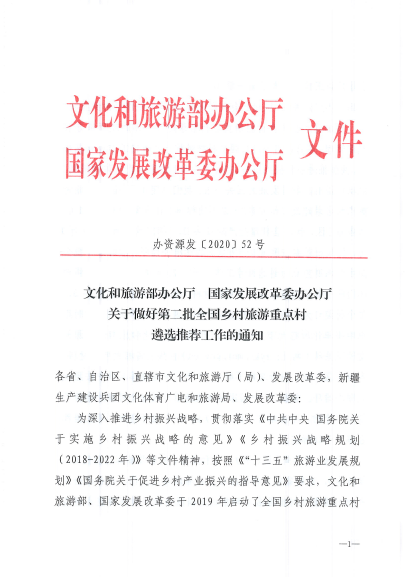 文化和旅游部办公厅
国家发展改革委办公厅
文件
办资源发〔2020〕52号
文化和旅游部办公厅 国家发展改革委办公厅
关于做好第二批全国乡村旅游重点村
遴选推荐工作的通知
各省、自治区、直辖市文化和旅游厅（局）、发展改革委，新疆
生产建设兵团文化体育广电和旅游局、发展改革委：
为深入推进乡村振兴战略，贯彻落实《中共中央 国务院关
于实施乡村振兴战略的意见》《乡村振兴战略规划
（2018-2022年）》等文件精神，按照《“十三五”旅游业发展规
划》《国务院关于促进乡村产业振兴的指导意见》要求，文化和
旅游部、国家发展改革委于2019年启动了全国乡村旅游重点村
—1—